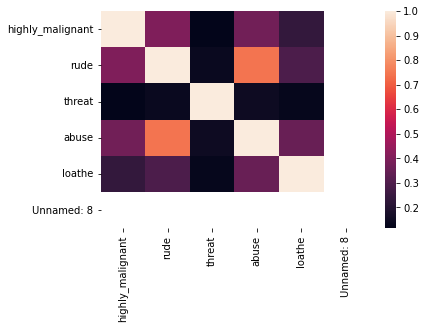 highly_malignant
rude
threat
abuse
loathe
Unnamed: 8
highly_malignant
rude
threat
abuse
loathe
Unnamed: 8
1.0
0.9
0.8
0.7
0.6
0.5
0.4
0.3
0.2